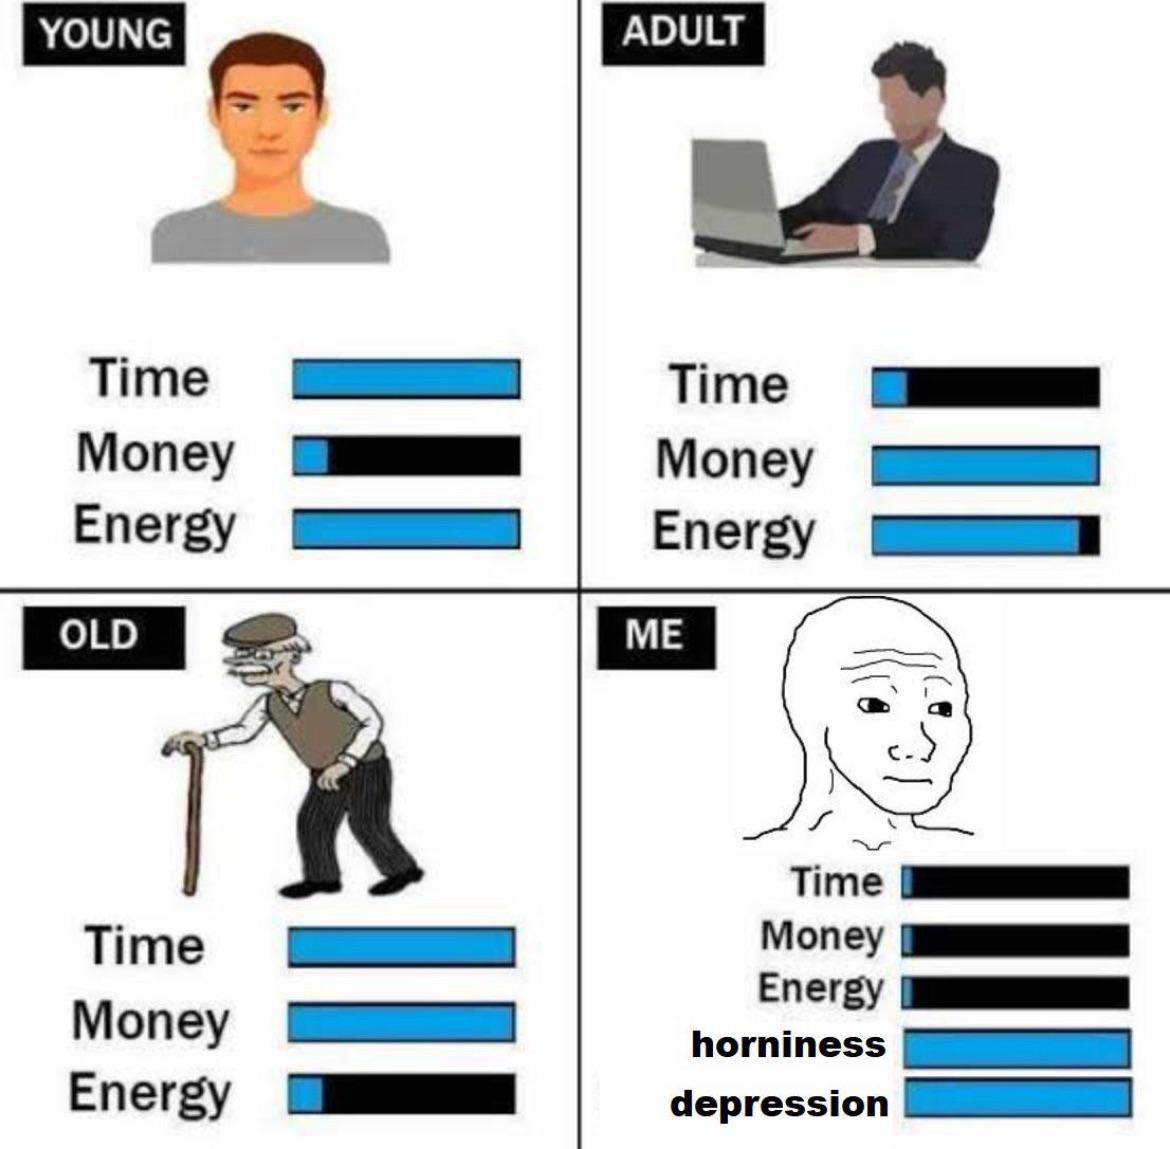 YOUNG
Time
Money
Energy
ADULT
Time
Money
Energy
OLD
Time
Money
Energy
ME
Time
Money
Energy
horniness
depression